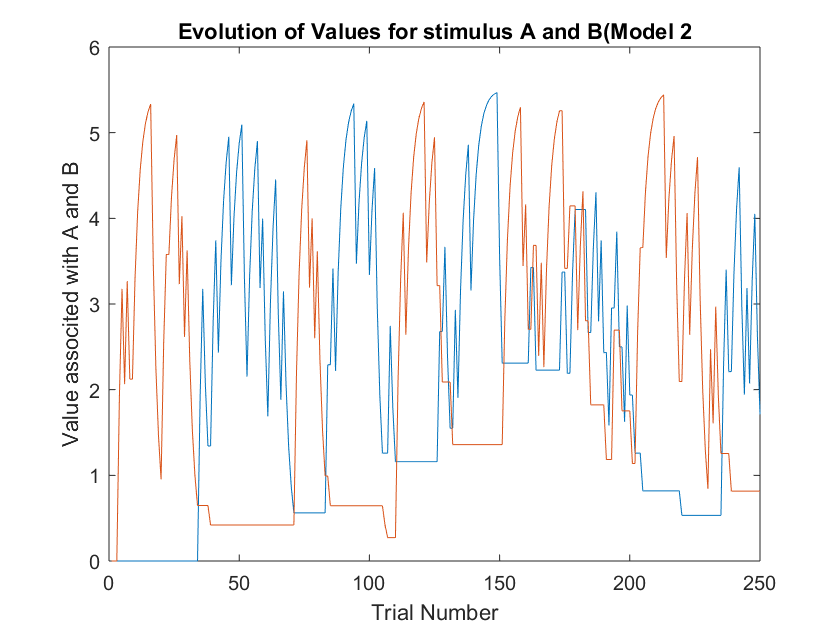 Evolution of Values for stimulus A and B(Model 2
Value associted with A and B
6
5
4
3
2
1
0
0 50 100 150 200 250
Trial Number